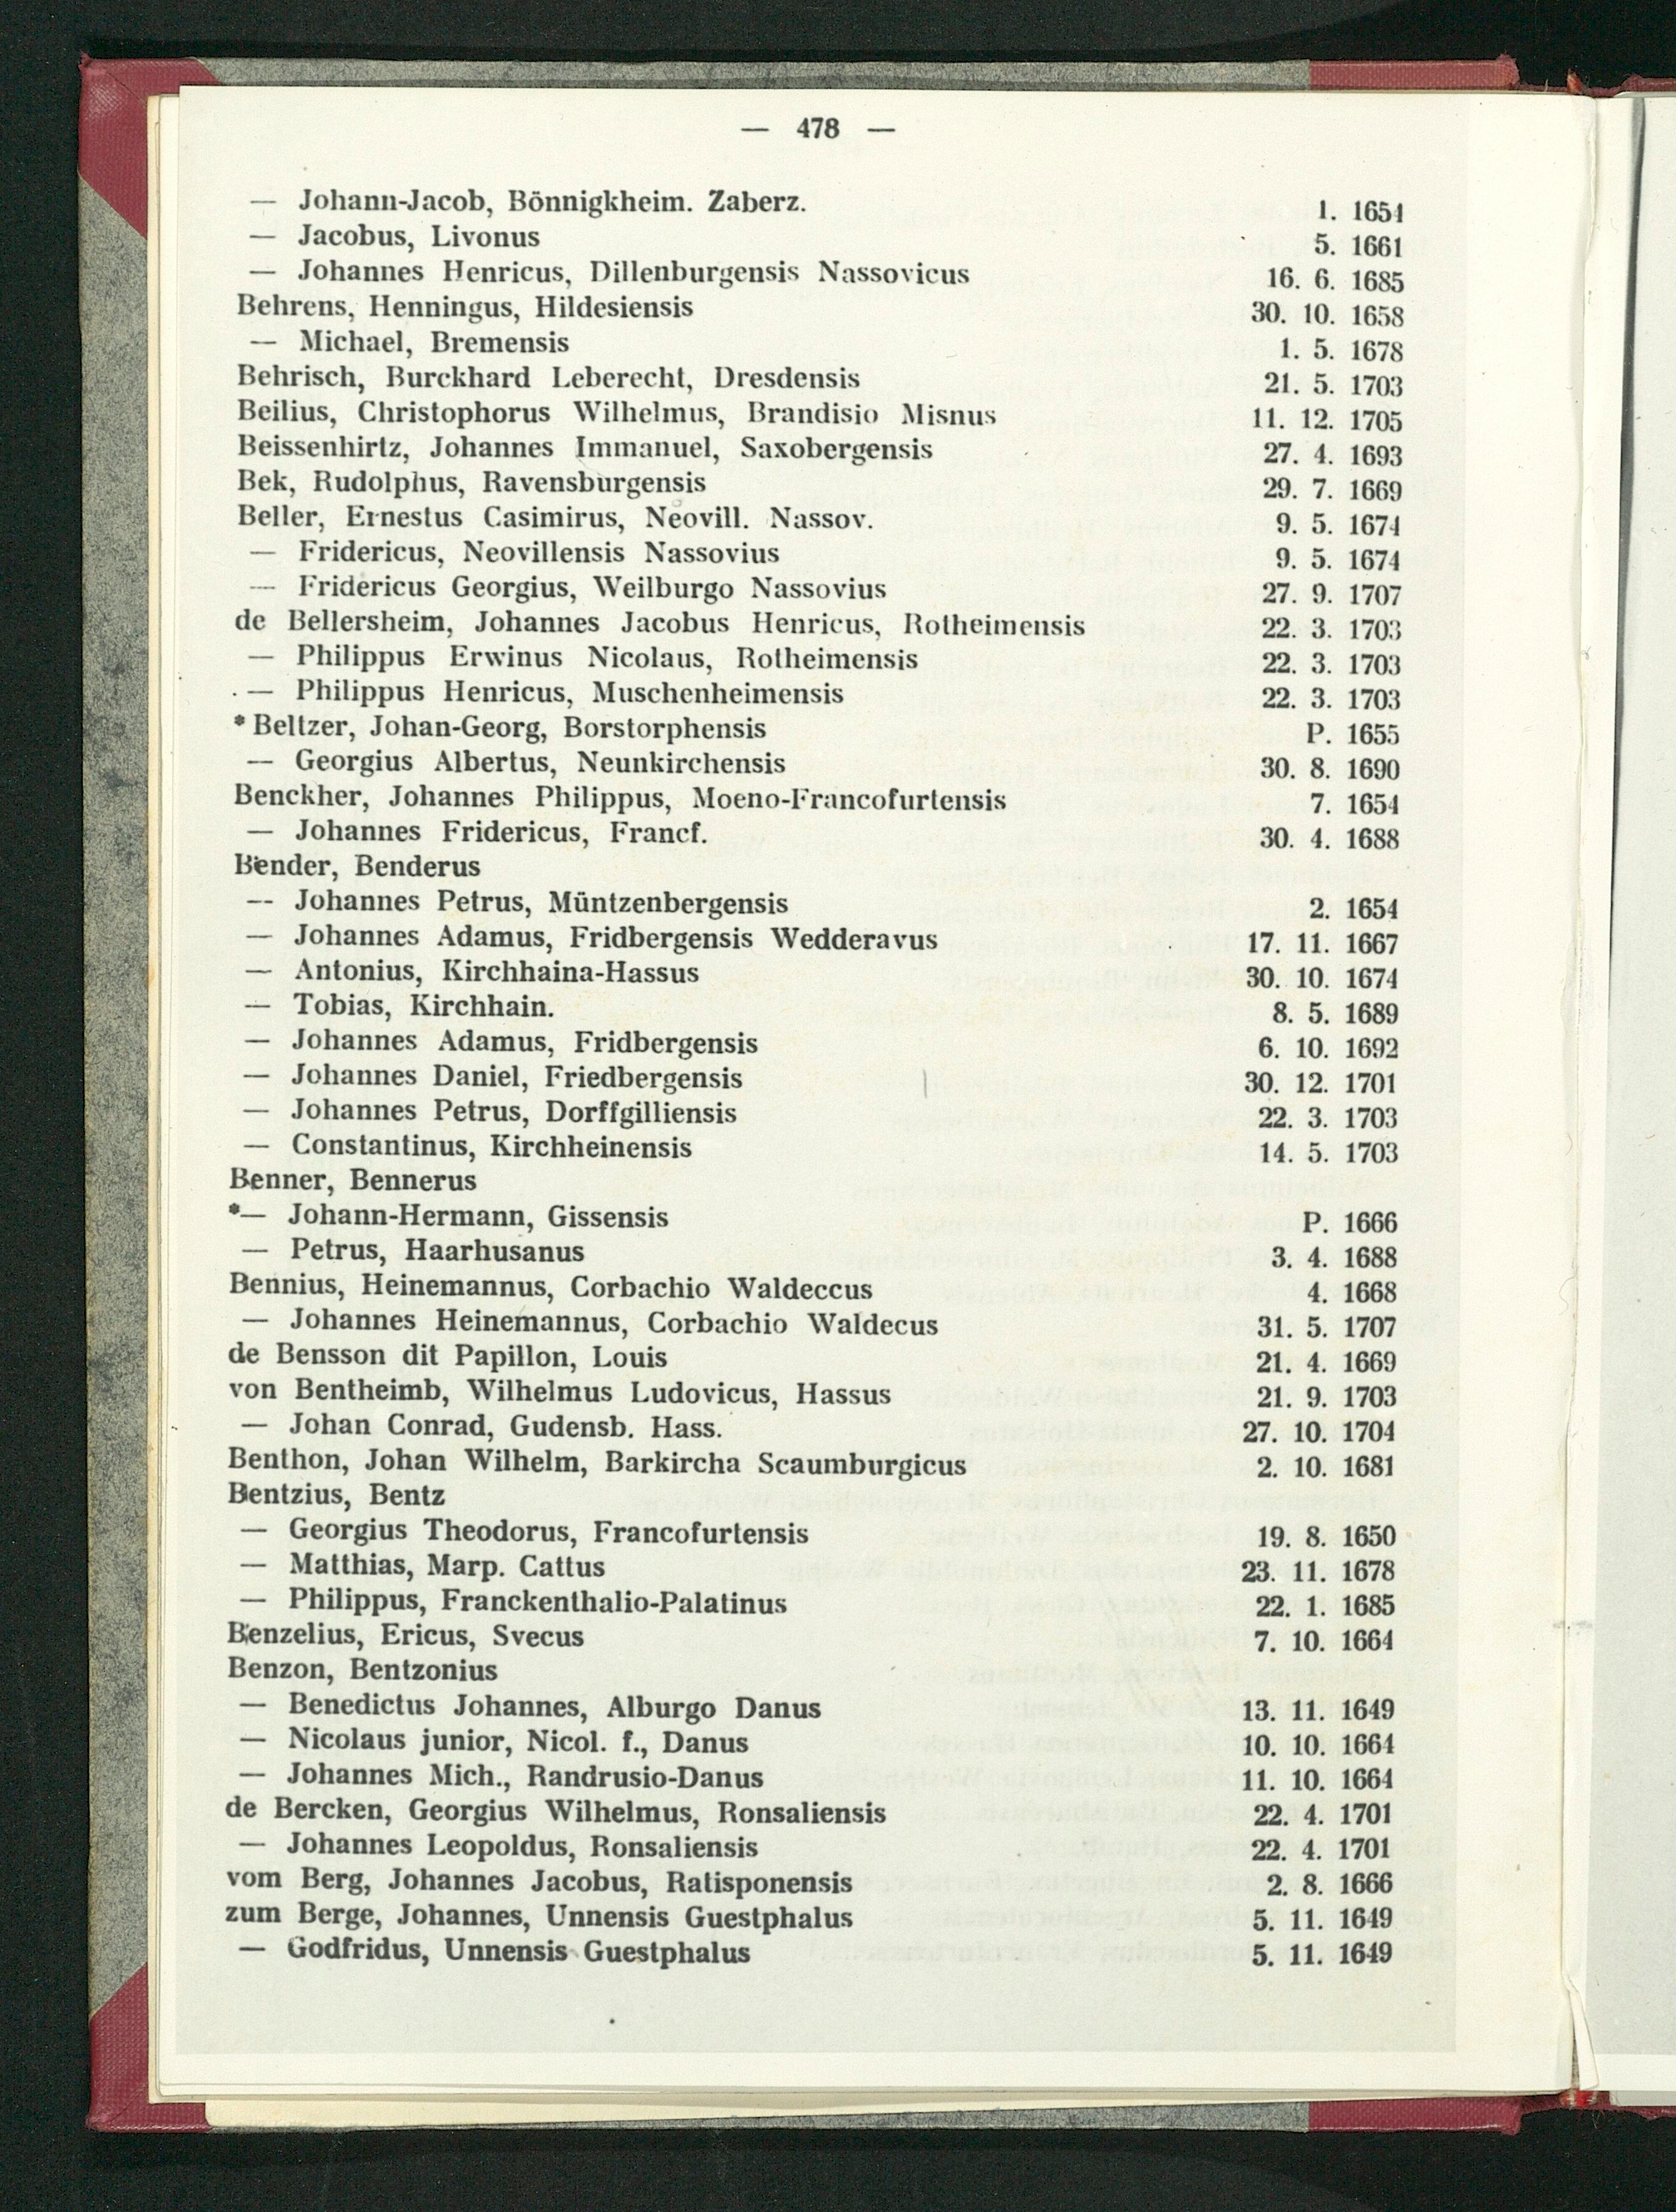 — 478 —
— Johann-Jacob, Bönnigkheim. Zaberz. 1. 1654
— Jacobus, Livonus 5. 1661
— Johannes Henricus, Dillenburgensis Nassovicus 16. 6. 1685
Behrens, Henningus, Hildesiensis 30. 10. 1658
— Michael, Bremensis 1. 5. 1678
Behrisch, Burckhard Leberecht, Dresdensis 21. 5. 1703
Beilius, Christophorus Wilhelmus, Brandisio Misnus 11. 12. 1705
Beissenhirtz, Johannes Immanuel, Saxobergensis 27. 4. 1693
Bek, Rudolphus, Ravensburgensis 29. 7. 1669
Beller, Ernestus Casimirus, Neovill. Nassov. 9. 5. 1674
— Fridericus, Neovillensis Nassovius 9. 5. 1674
— Fridericus Georgius, Weilburgo Nassovius 27. 9. 1707
de Bellersheim, Johannes Jacobus Henricus, Rotheimensis 22. 3. 1703
— Philippus Erwinus Nicolaus, Rotheimensis 22. 3. 1703
— Philippus Henricus, Muschenheimensis 22. 3. 1703
* Beltzer, Johan-Georg, Borstorphensis P. 1655
— Georgius Albertus, Neunkirchensis 30. 8. 1690
Benckher, Johannes Philippus, Moeno-Francofurtensis 7. 1654
— Johannes Fridericus, Francf. 30. 4. 1688
Bender, Benderus
— Johannes Petrus, Müntzenbergensis 2. 1654
— Johannes Adamus, Fridbergensis Wedderavus 17. 11. 1667
— Antonius, Kirchhaina-Hassus 30. 10. 1674
— Tobias, Kirchhain. 8. 5. 1689
— Johannes Adamus, Fridbergensis 6. 10. 1692
— Johannes Daniel, Friedbergensis 30. 12. 1701
— Johannes Petrus, Dorffgilliensis 22. 3. 1703
— Constantinus, Kirchheinensis 14. 5. 1703
Benner, Bennerus
*— Johann-Hermann, Gissensis P. 1666
— Petrus, Haarhusanus 3. 4. 1688
Bennius, Heinemannus, Corbachio Waldeccus 4. 1668
— Johannes Heinemannus, Corbachio Waldecus 31. 5. 1707
de Bensson dit Papillon, Louis 21. 4. 1669
von Bentheimb, Wilhelmus Ludovicus, Hassus 21. 9. 1703
— Johan Conrad, Gudensb. Hass. 27. 10. 1704
Benthon, Johan Wilhelm, Barkircha Scaumburgicus 2. 10. 1681
Bentzius, Bentz
— Georgius Theodorus, Francofurtensis 19. 8. 1650
— Matthias, Marp. Cattus 23. 11. 1678
— Philippus, Franckenthalio-Palatinus 22. 1. 1685
Benzelius, Ericus, Svecus 7. 10. 1664
Benzon, Bentzonius
— Benedictus Johannes, Alburgo Danus 13. 11. 1649
— Nicolaus junior, Nicol. f., Danus 10. 10. 1664
— Johannes Mich., Randrusio-Danus 11. 10. 1664
de Bercken, Georgius Wilhelmus, Ronsaliensis 22. 4. 1701
— Johannes Leopoldus, Ronsaliensis 22. 4. 1701
vom Berg, Johannes Jacobus, Ratisponensis 2. 8. 1666
zum Berge, Johannes, Unnensis Guestphalus 5. 11. 1649
— Godfridus, Unnensis Guestphalus 5. 11. 1649